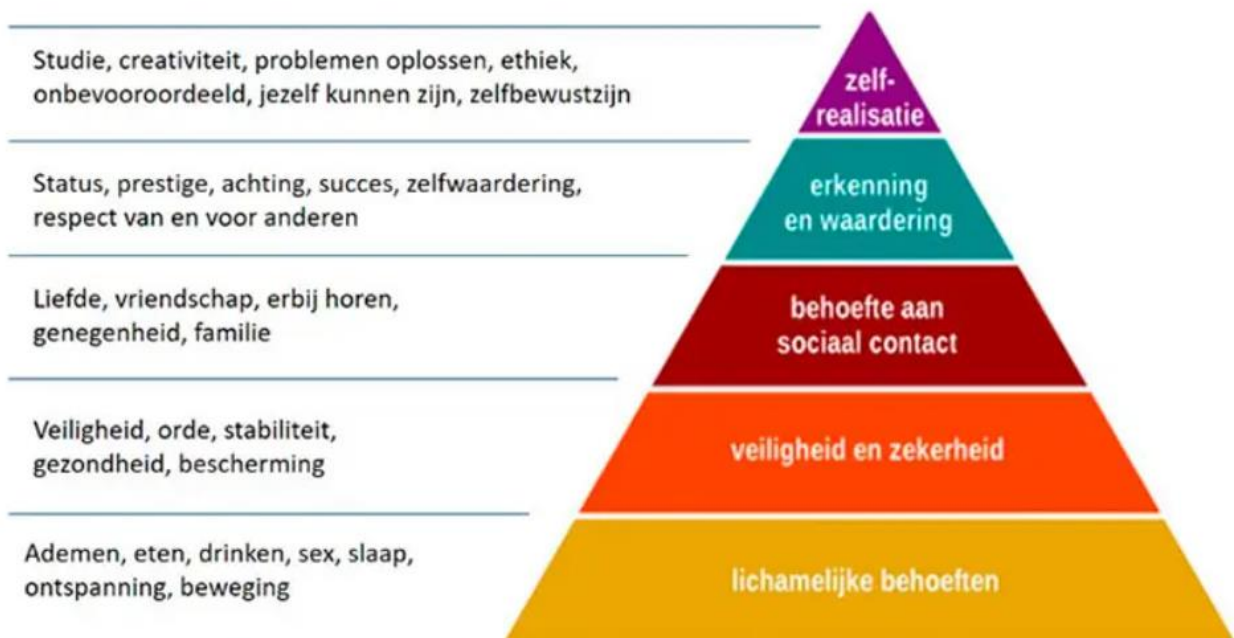 Studie, creativiteit, problemen oplossen, ethiek,
onbevooroordeeld, jezelf kunnen zijn, zelfbewustzijn
zelf-
realisatie
Status, prestige, achting, succes, zelfwaardering,
respect van en voor anderen
erkenning
en waardering
Liefde, vriendschap, erbij horen,
genegenheid, familie
behoefte aan
sociaal contact
Veiligheid, orde, stabiliteit,
gezondheid, bescherming
veiligheid en zekerheid
Ademen, eten, drinken, sex, slaap,
ontspanning, beweging
lichamelijke behoeften